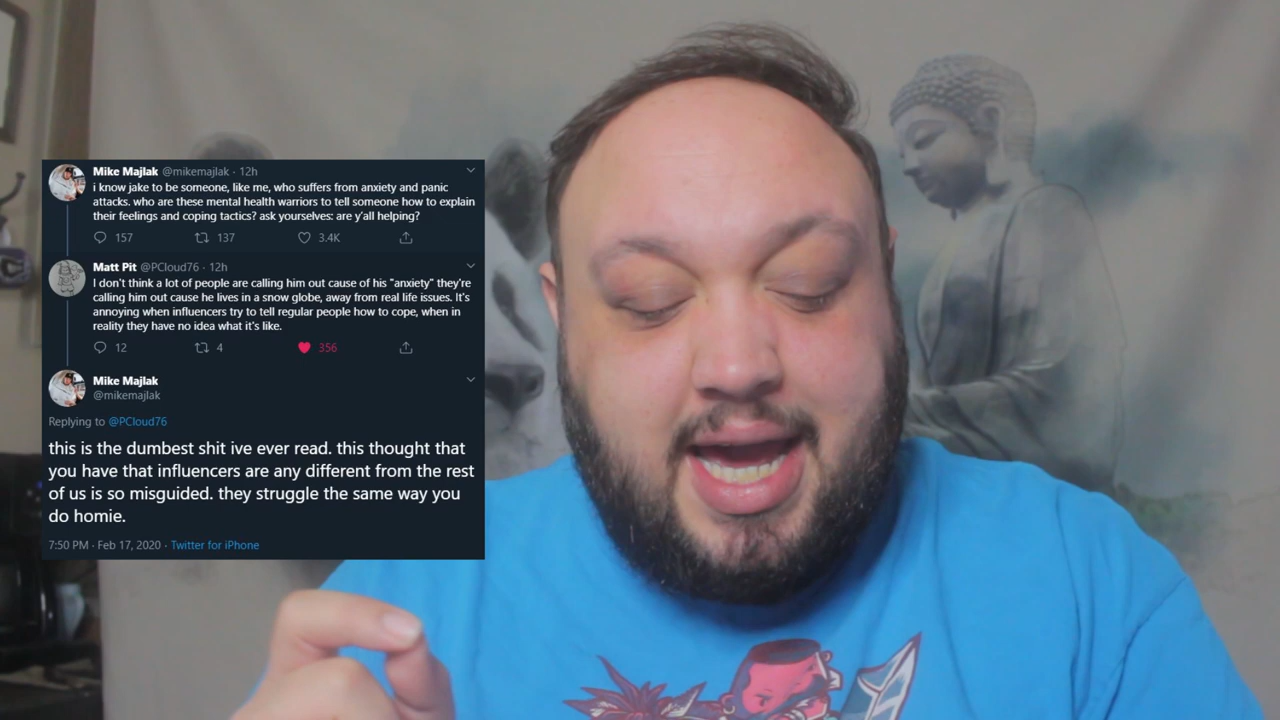 Mike Majlak @mikemajlak · 12h
i know jake to be someone, like me, who suffers from anxiety and panic
attacks. who are these mental health warriors to tell someone how to explain
their feelings and coping tactics? ask yourselves: are y'all helping?
157 137 3.4K
Matt Pit @PCloud76 · 12h
I don't think a lot of people are calling him out cause of his "anxiety" they're
calling him out cause he lives in a snow globe, away from real life issues. It's
annoying when influencers try to tell regular people how to cope, when in
reality they have no idea what it's like.
12 4 356
Mike Majlak
@mikemajlak
Replying to @PCloud76
this is the dumbest shit ive ever read. this thought that
you have that influencers are any different from the rest
of us is so misguided. they struggle the same way you
do homie.
7:50 PM · Feb 17, 2020 · Twitter for iPhone